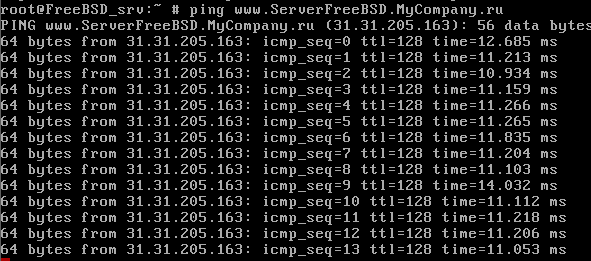 root@FreeBSD_srv:~ # ping www.ServerFreeBSD.MyCompany.ru
PING www.ServerFreeBSD.MyCompany.ru (31.31.205.163): 56 data bytes
64 bytes from 31.31.205.163: icmp_seq=0 ttl=128 time=12.685 ms
64 bytes from 31.31.205.163: icmp_seq=1 ttl=128 time=11.213 ms
64 bytes from 31.31.205.163: icmp_seq=2 ttl=128 time=10.934 ms
64 bytes from 31.31.205.163: icmp_seq=3 ttl=128 time=11.159 ms
64 bytes from 31.31.205.163: icmp_seq=4 ttl=128 time=11.266 ms
64 bytes from 31.31.205.163: icmp_seq=5 ttl=128 time=11.265 ms
64 bytes from 31.31.205.163: icmp_seq=6 ttl=128 time=11.835 ms
64 bytes from 31.31.205.163: icmp_seq=7 ttl=128 time=11.204 ms
64 bytes from 31.31.205.163: icmp_seq=8 ttl=128 time=11.103 ms
64 bytes from 31.31.205.163: icmp_seq=9 ttl=128 time=14.032 ms
64 bytes from 31.31.205.163: icmp_seq=10 ttl=128 time=11.112 ms
64 bytes from 31.31.205.163: icmp_seq=11 ttl=128 time=11.218 ms
64 bytes from 31.31.205.163: icmp_seq=12 ttl=128 time=11.206 ms
64 bytes from 31.31.205.163: icmp_seq=13 ttl=128 time=11.053 ms